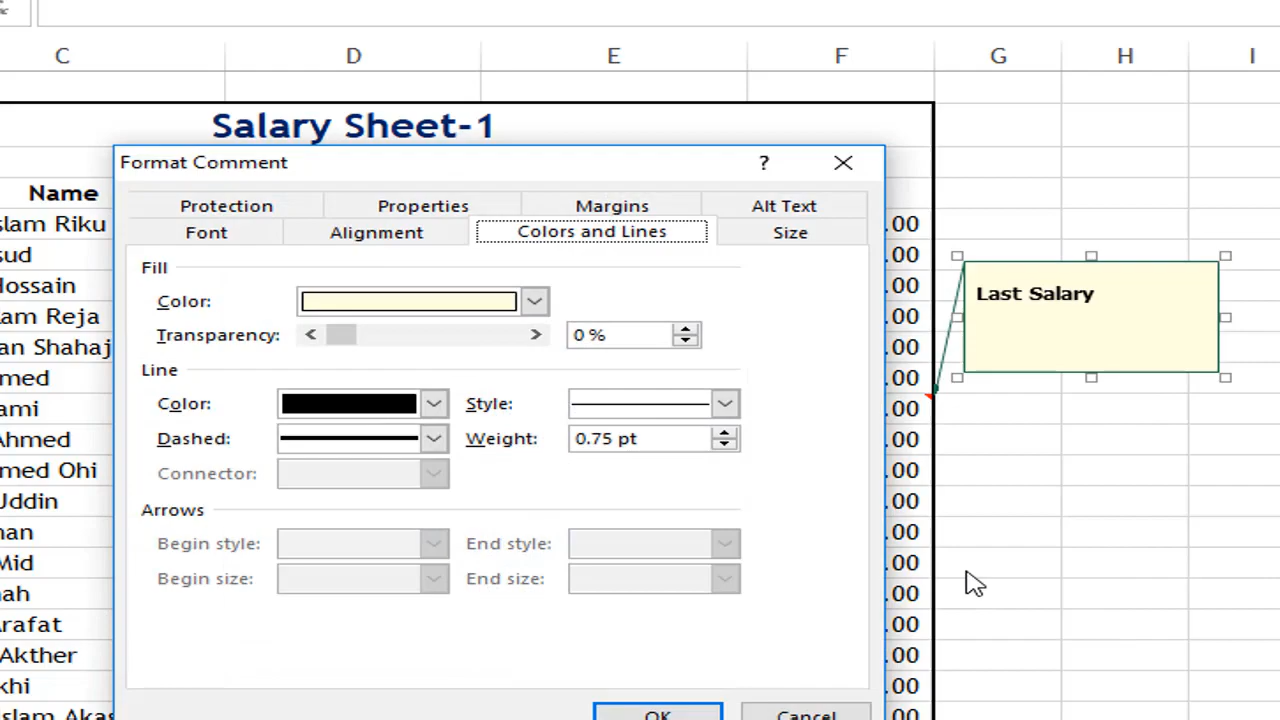 C D E F G H I
Salary Sheet-1
Format Comment ?
Name
Protection Properties Margins Alt Text
slam Riku .00
Font Alignment Colors and Lines Size
sud .00
Fill
Hossain .00
Last Salary
Color:
am Reja .00
Transparency: < > 0 %
an Shahaj .00
Line
med .00
Color: Style:
ami .00
Dashed: Weight: 0.75 pt
Ahmed .00
med Ohi .00
Connector:
Uddin .00
Arrows
nan .00
Begin style: End style:
Mid .00
Begin size: End size:
nah .00
Arafat .00
Akther .00
khi .00
slam Akas .00
OK Cancel